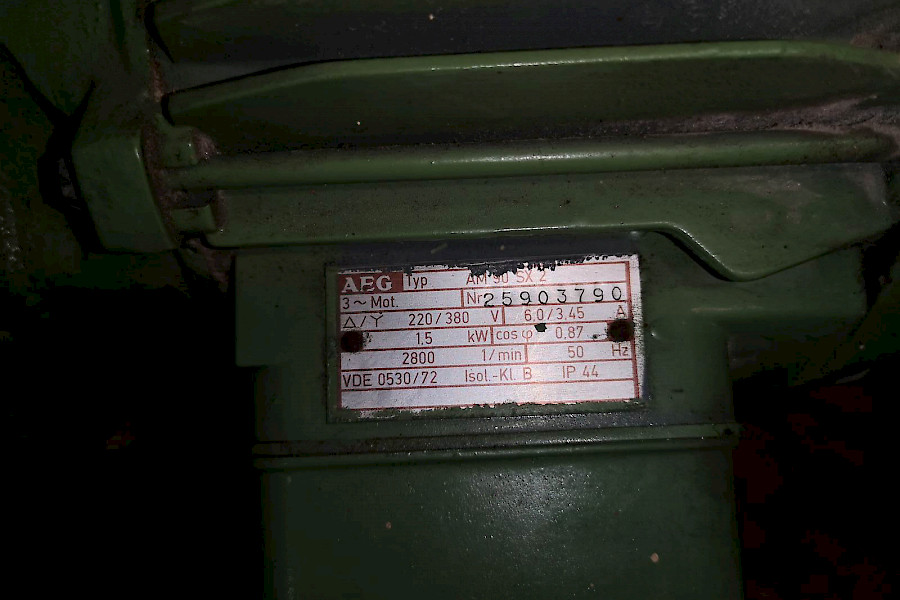 AEG Typ AM 90 SX 2
3~ Mot. Nr 25903790
△/Y 220/380 V 6,0/3,45 A
1,5 kW cos φ 0,87
2800 1/min 50 Hz
VDE 0530/72 Isol.-Kl. B IP 44